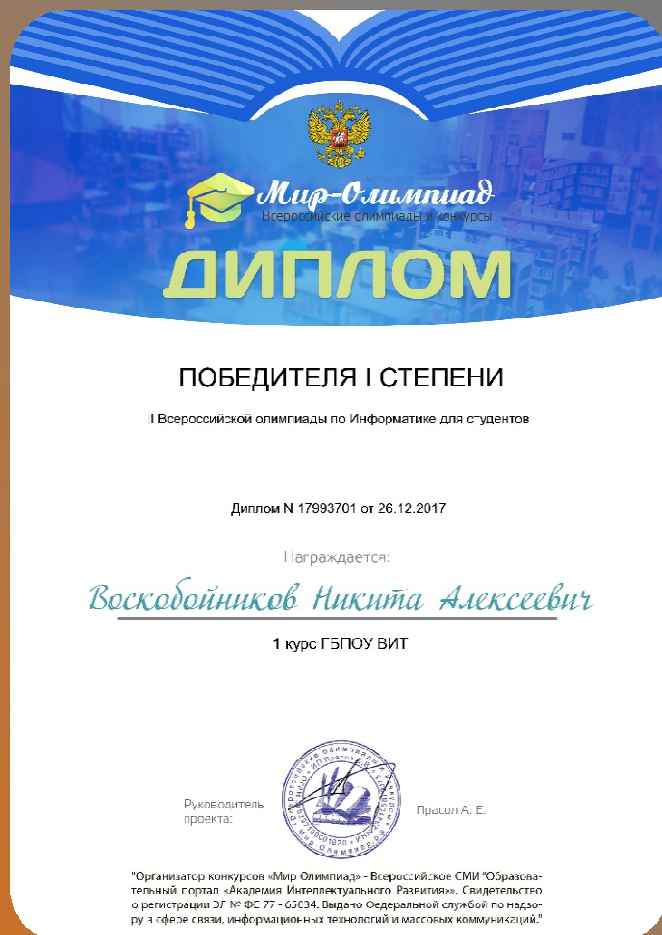 Мир-Олимпиад
Всероссийские олимпиады и конкурсы
ДИПЛОМ
ПОБЕДИТЕЛЯ I СТЕПЕНИ
II Всероссийской олимпиады по Информатике для студентов
Диплом N 17993701 от 26.12.2017
Награждается:
Воскобойников Никита Алексеевич
1 курс ГБПОУ ВИТ
Руководитель
проекта:
Прасол А. Е.
"Организатор конкурсов «Мир Олимпиад» - Всероссийское СМИ "Образова-
тельный портал «Академия Интеллектуального Развития»». Свидетельство
о регистрации ЭЛ № ФС 77 - 65034. Выдано Федеральной службой по надзо-
ру в сфере связи, информационных технологий и массовых коммуникаций."